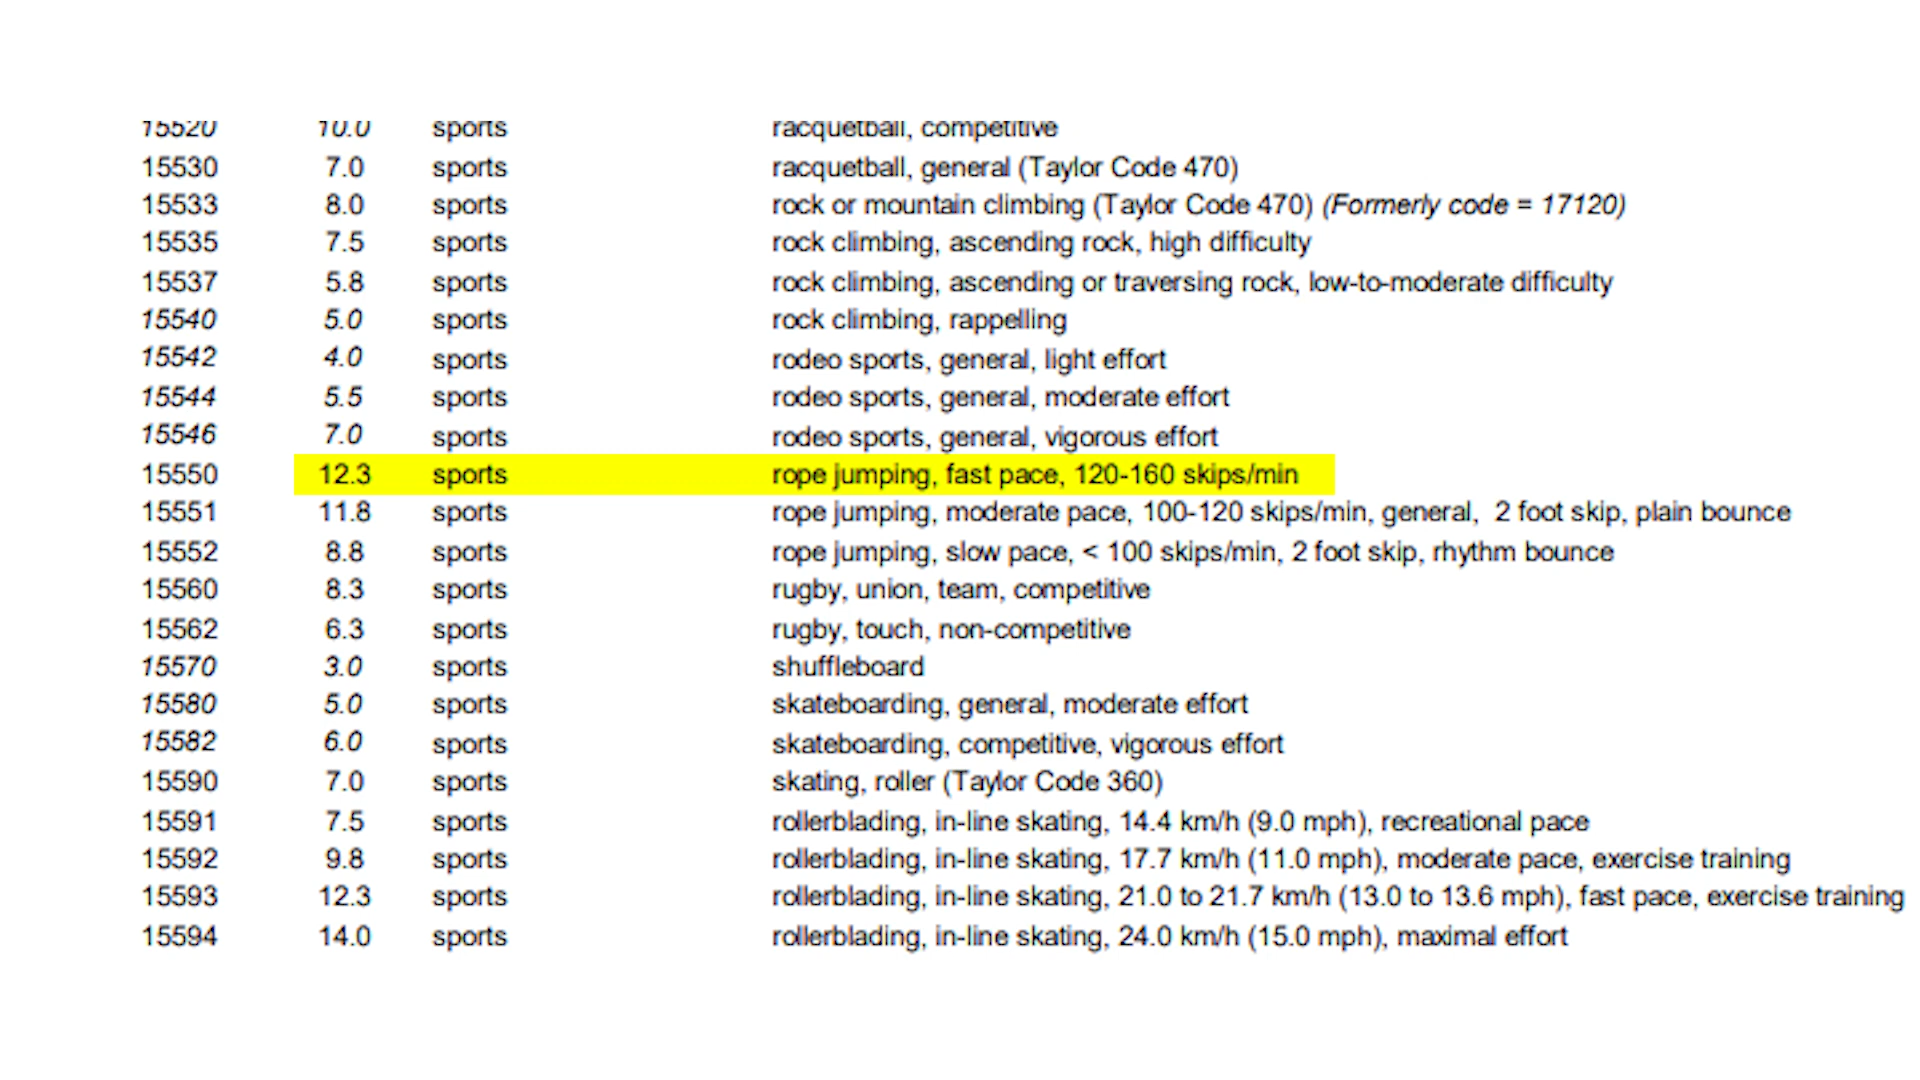 15520 10.0 sports racquetball, competitive
15530 7.0 sports racquetball, general (Taylor Code 470)
15533 8.0 sports rock or mountain climbing (Taylor Code 470) (Formerly code = 17120)
15535 7.5 sports rock climbing, ascending rock, high difficulty
15537 5.8 sports rock climbing, ascending or traversing rock, low-to-moderate difficulty
15540 5.0 sports rock climbing, rappelling
15542 4.0 sports rodeo sports, general, light effort
15544 5.5 sports rodeo sports, general, moderate effort
15546 7.0 sports rodeo sports, general, vigorous effort
15550 12.3 sports rope jumping, fast pace, 120-160 skips/min
15551 11.8 sports rope jumping, moderate pace, 100-120 skips/min, general, 2 foot skip, plain bounce
15552 8.8 sports rope jumping, slow pace, < 100 skips/min, 2 foot skip, rhythm bounce
15560 8.3 sports rugby, union, team, competitive
15562 6.3 sports rugby, touch, non-competitive
15570 3.0 sports shuffleboard
15580 5.0 sports skateboarding, general, moderate effort
15582 6.0 sports skateboarding, competitive, vigorous effort
15590 7.0 sports skating, roller (Taylor Code 360)
15591 7.5 sports rollerblading, in-line skating, 14.4 km/h (9.0 mph), recreational pace
15592 9.8 sports rollerblading, in-line skating, 17.7 km/h (11.0 mph), moderate pace, exercise training
15593 12.3 sports rollerblading, in-line skating, 21.0 to 21.7 km/h (13.0 to 13.6 mph), fast pace, exercise training
15594 14.0 sports rollerblading, in-line skating, 24.0 km/h (15.0 mph), maximal effort